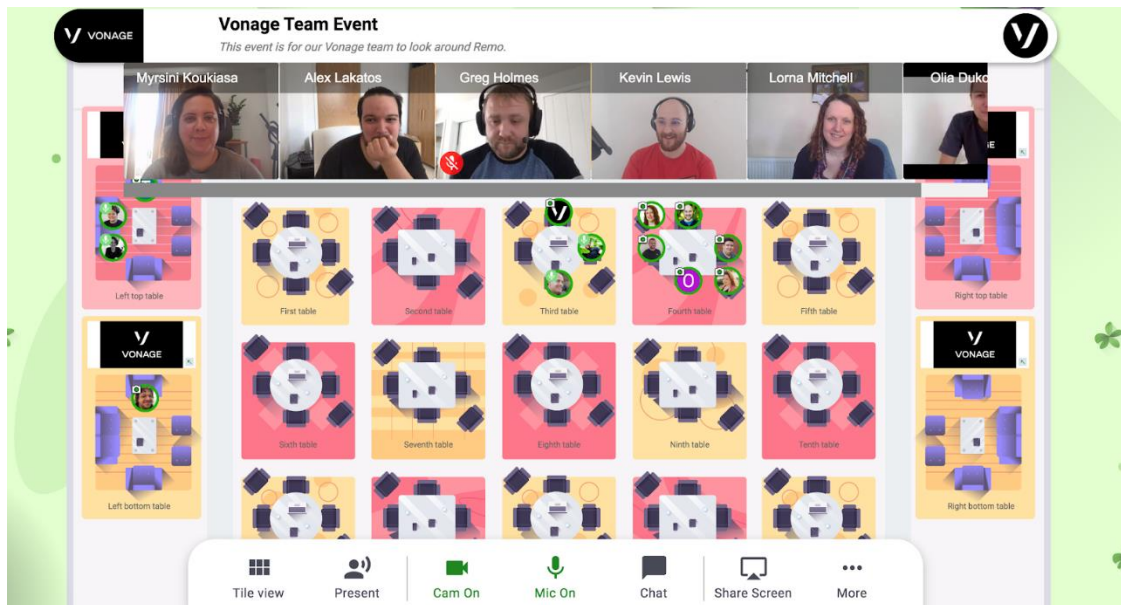 VONAGE
Vonage Team Event
This event is for our Vonage team to look around Remo.
Myrsini Koukiasa
Alex Lakatos
Greg Holmes
Kevin Lewis
Lorna Mitchell
Olia Duko
Left top table
First table
Second table
Third table
O
Fourth table
Fifth table
Right top table
VONAGE
VONAGE
Left bottom table
Sixth table
Seventh table
Eighth table
Ninth table
Tenth table
Right bottom table
Tile view
Present
Cam On
Mic On
Chat
Share Screen
More